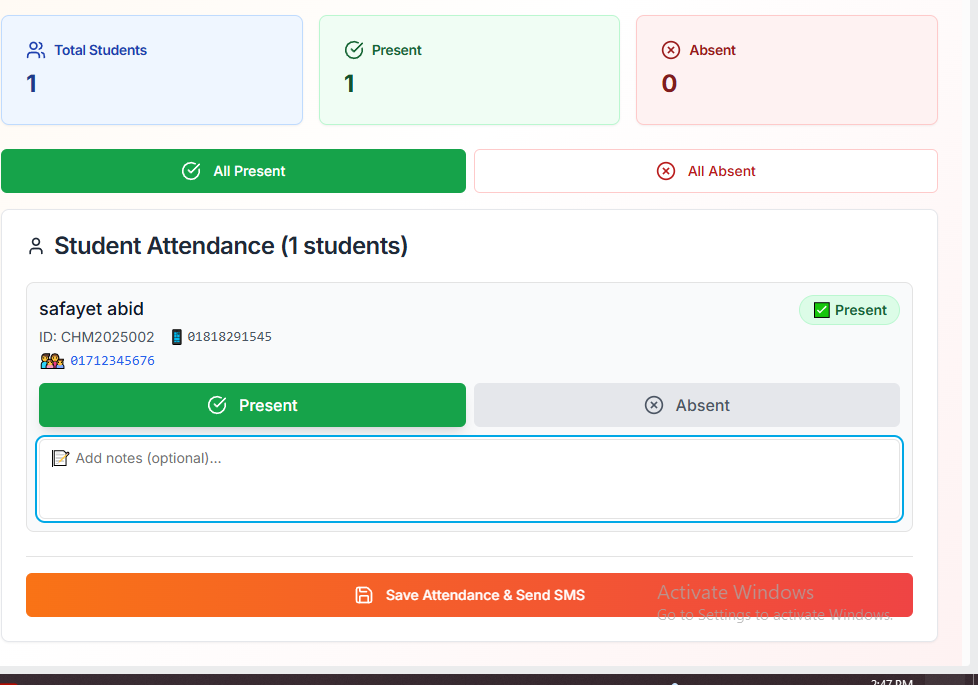 Total Students
1
Present
1
Absent
0
All Present
All Absent
Student Attendance (1 students)
safayet abid
✅ Present
ID: CHM2025002 📱 01818291545
👨‍👩‍👧 01712345676
Present
Absent
📝 Add notes (optional)...
Save Attendance & Send SMS
Activate Windows
Go to Settings to activate Windows.
2:47 PM